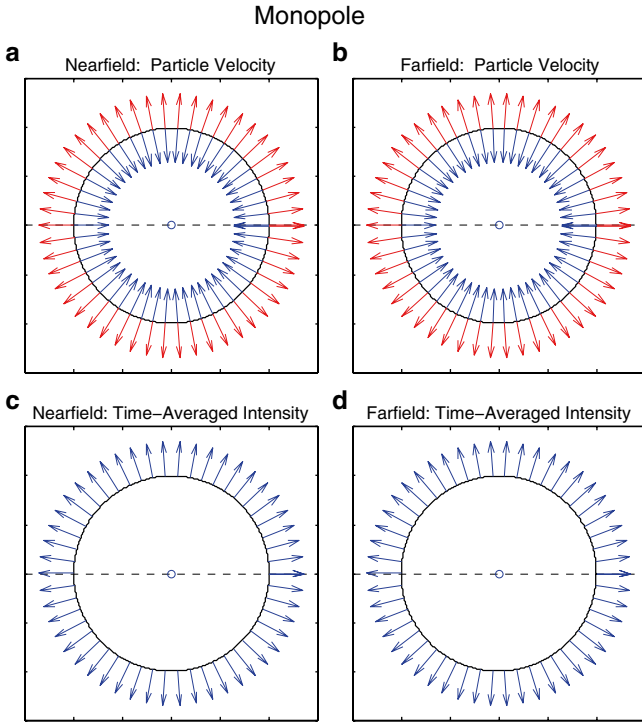 Monopole
a
Nearfield: Particle Velocity
b
Farfield: Particle Velocity
c
Nearfield: Time−Averaged Intensity
d
Farfield: Time−Averaged Intensity